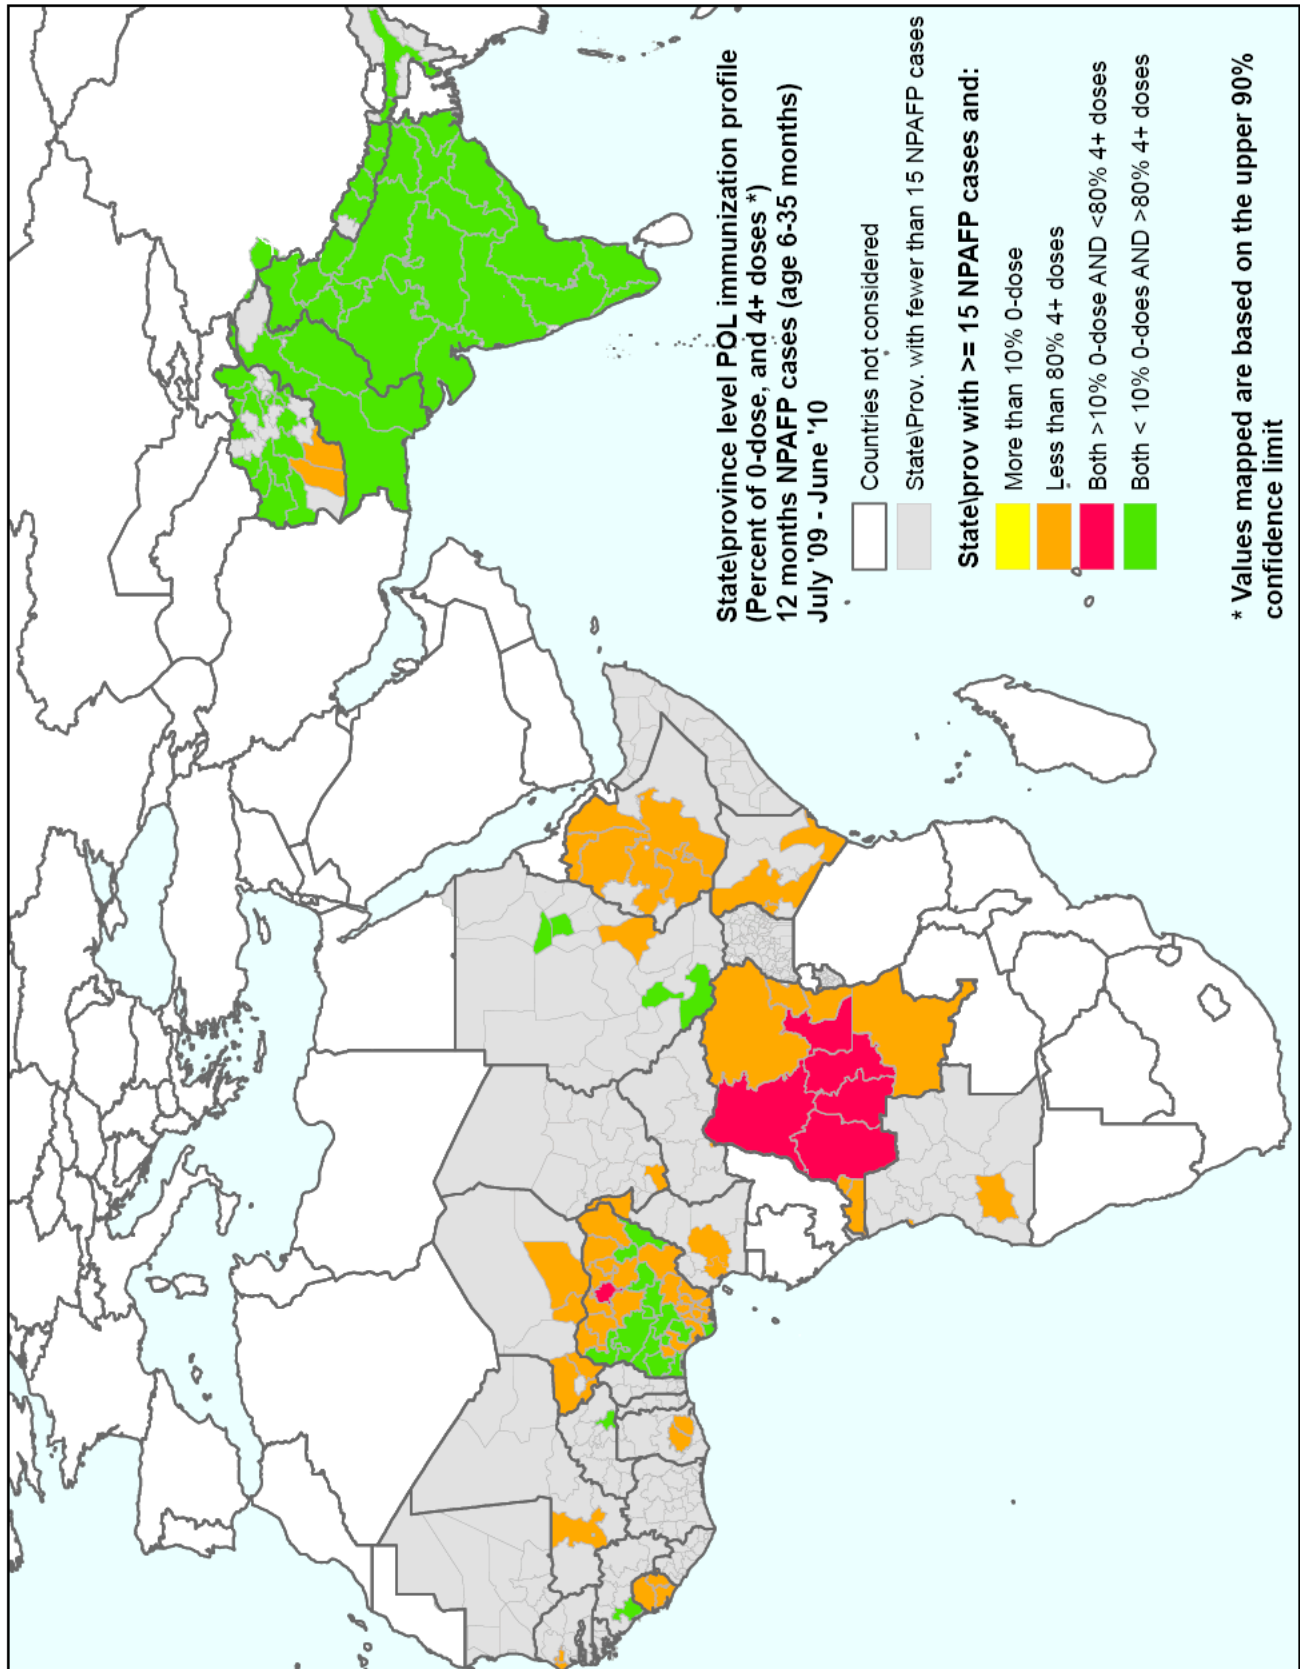 State\province level POL immunization profile
(Percent of 0-dose, and 4+ doses *)
12 months NPAFP cases (age 6-35 months)
July '09 - June '10
Countries not considered
State\Prov. with fewer than 15 NPAFP cases
State\prov with >= 15 NPAFP cases and:
More than 10% 0-dose
Less than 80% 4+ doses
Both >10% 0-dose AND <80% 4+ doses
Both < 10% 0-does AND >80% 4+ doses
* Values mapped are based on the upper 90%
confidence limit